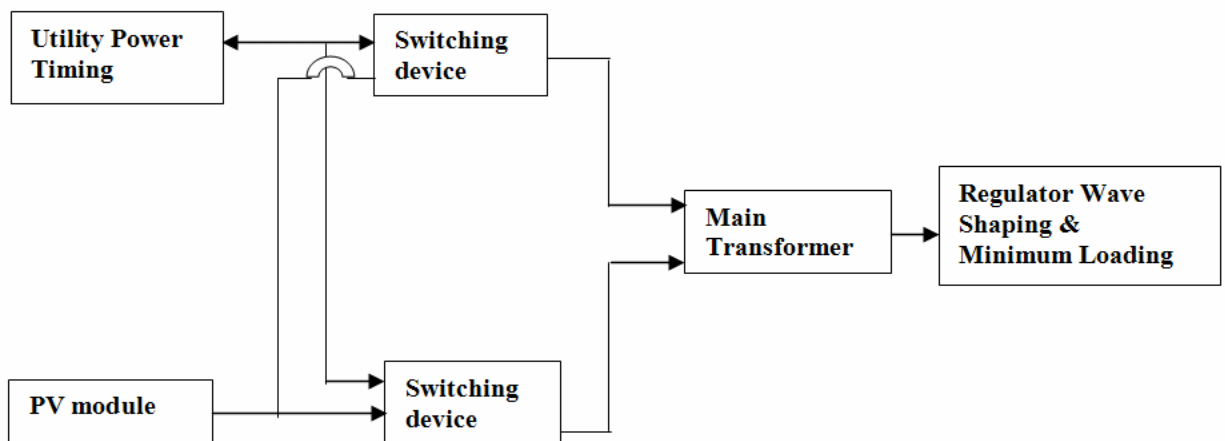 Utility Power
Timing
Switching
device
Main
Transformer
Regulator Wave
Shaping &
Minimum Loading
PV module
Switching
device